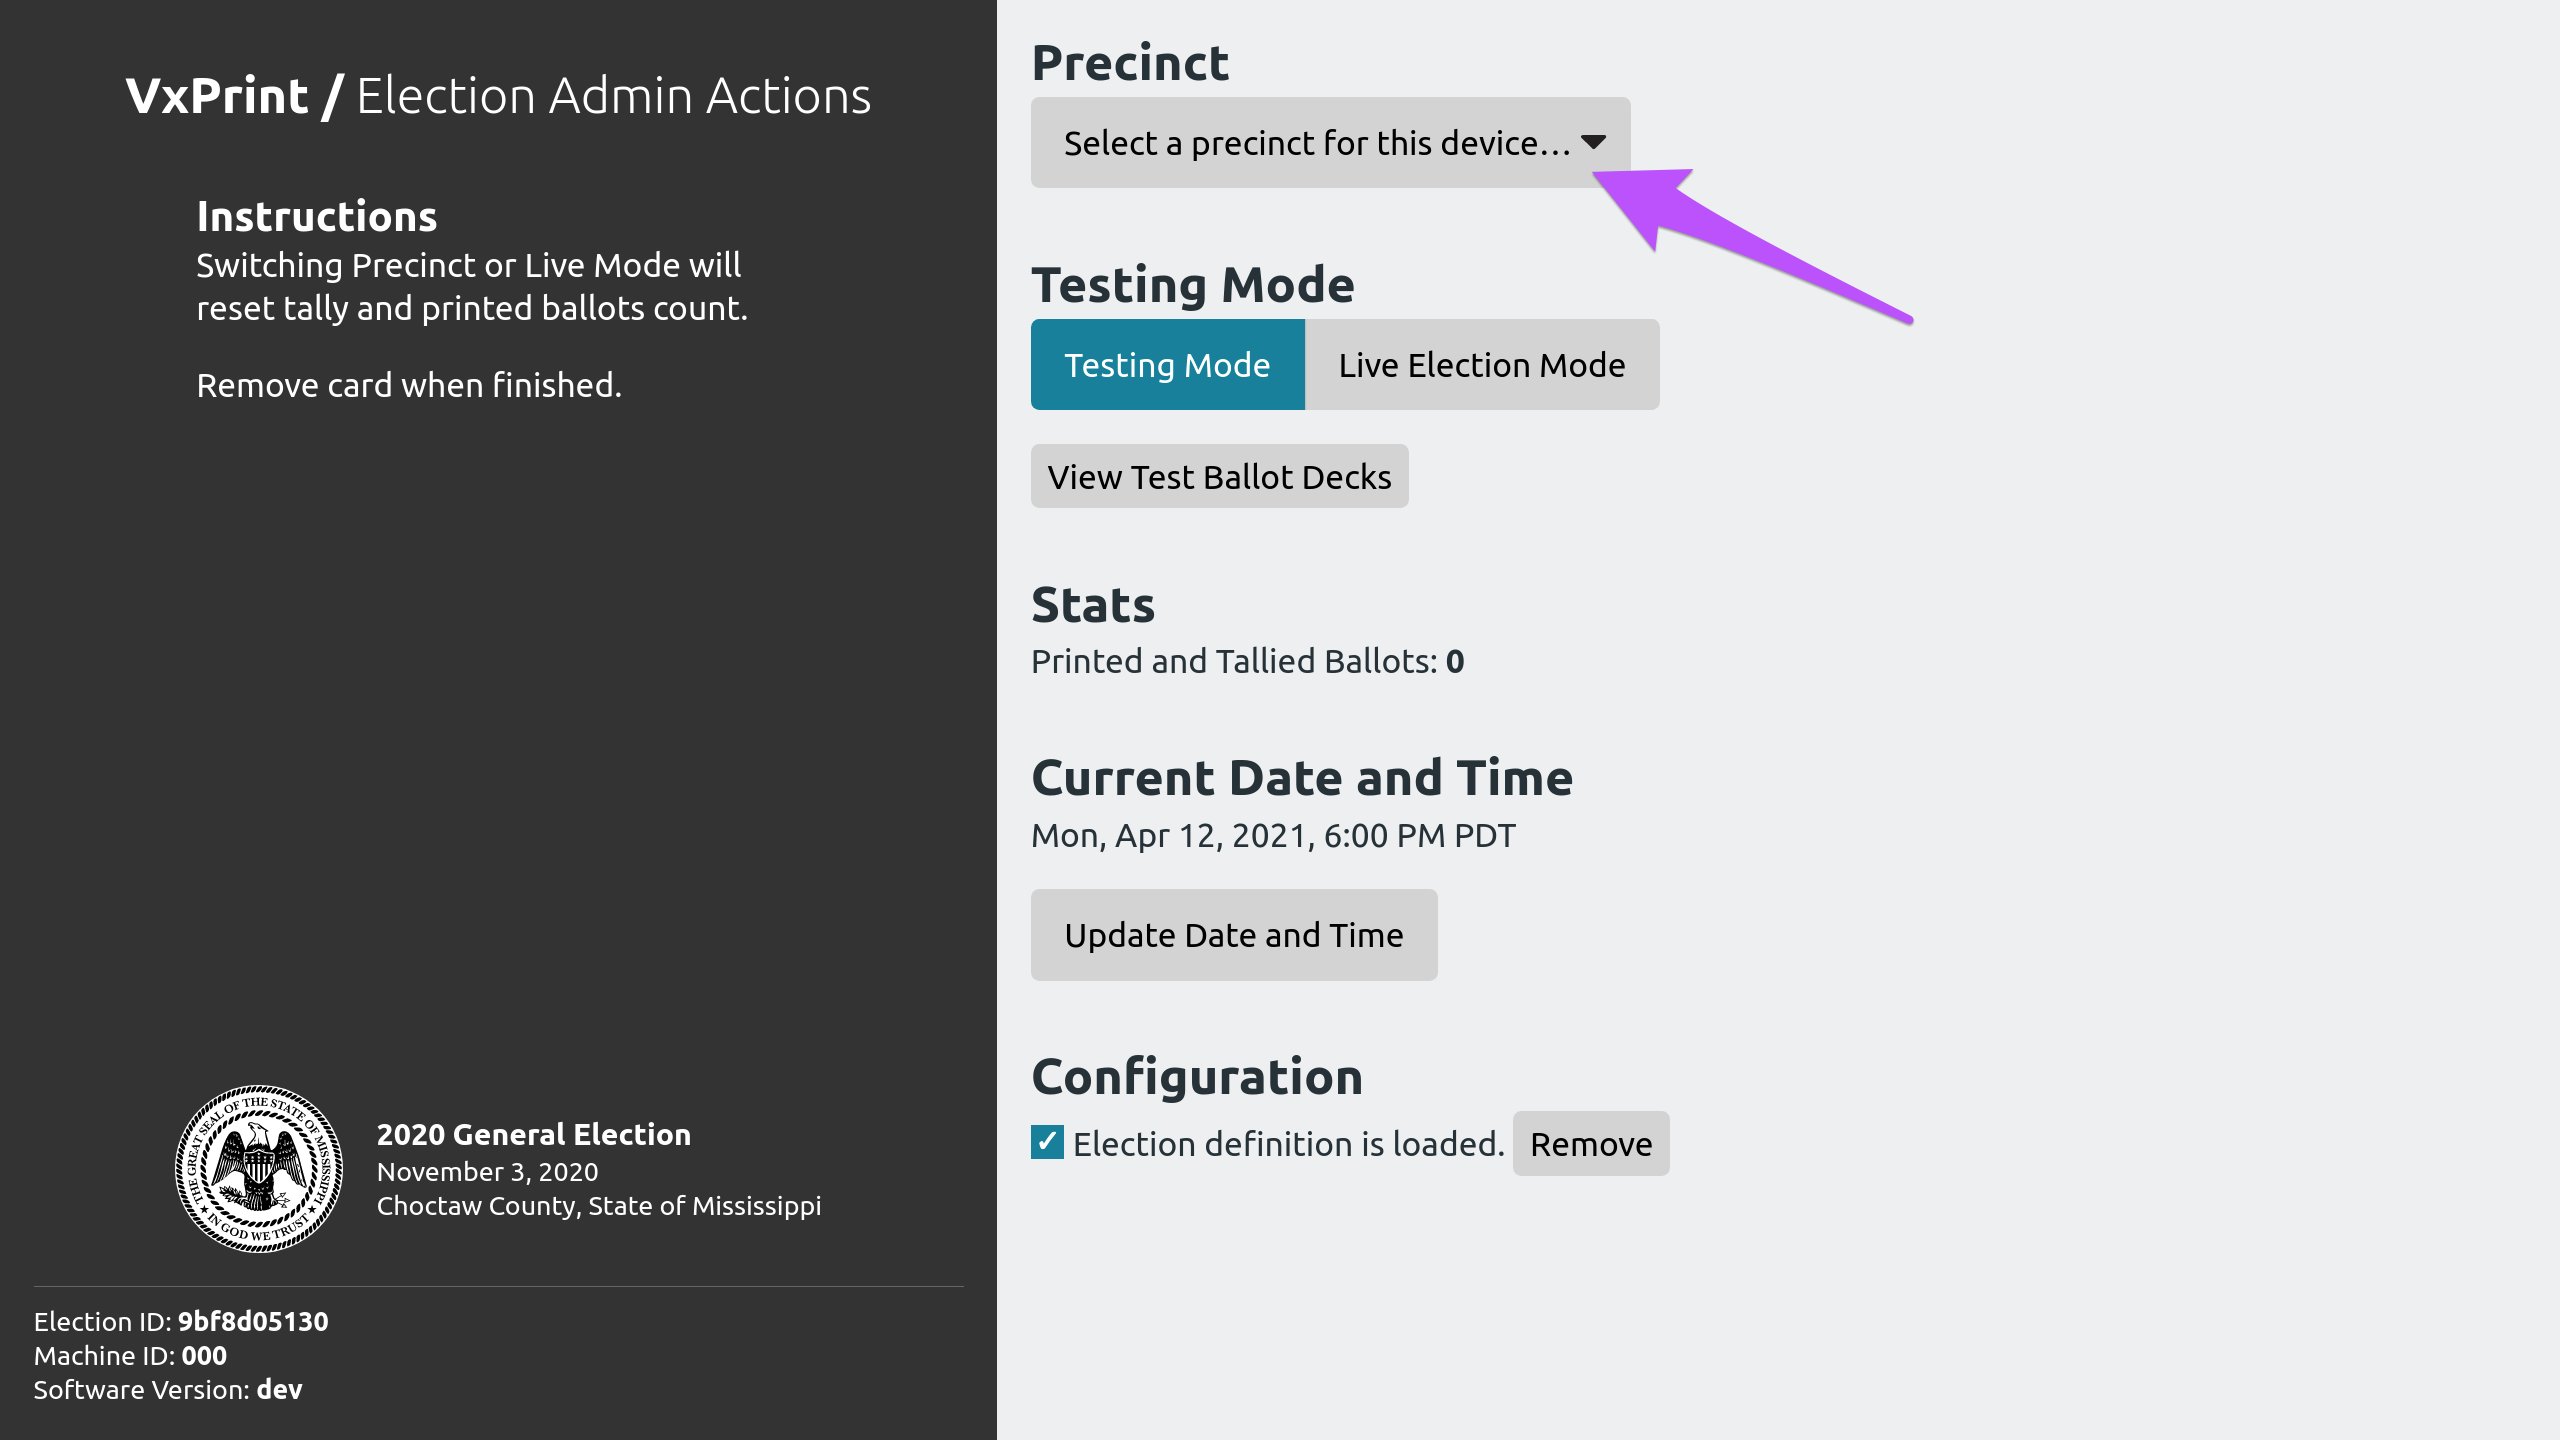 VxPrint / Election Admin Actions
Instructions
Switching Precinct or Live Mode will
reset tally and printed ballots count.
Remove card when finished.
THE GREAT SEAL OF THE STATE OF MISSISSIPPI
IN GOD WE TRUST
2020 General Election
November 3, 2020
Choctaw County, State of Mississippi
Election ID: 9bf8d05130
Machine ID: 000
Software Version: dev
Precinct
Select a precinct for this device…
Testing Mode
Testing Mode Live Election Mode
View Test Ballot Decks
Stats
Printed and Tallied Ballots: 0
Current Date and Time
Mon, Apr 12, 2021, 6:00 PM PDT
Update Date and Time
Configuration
Election definition is loaded. Remove